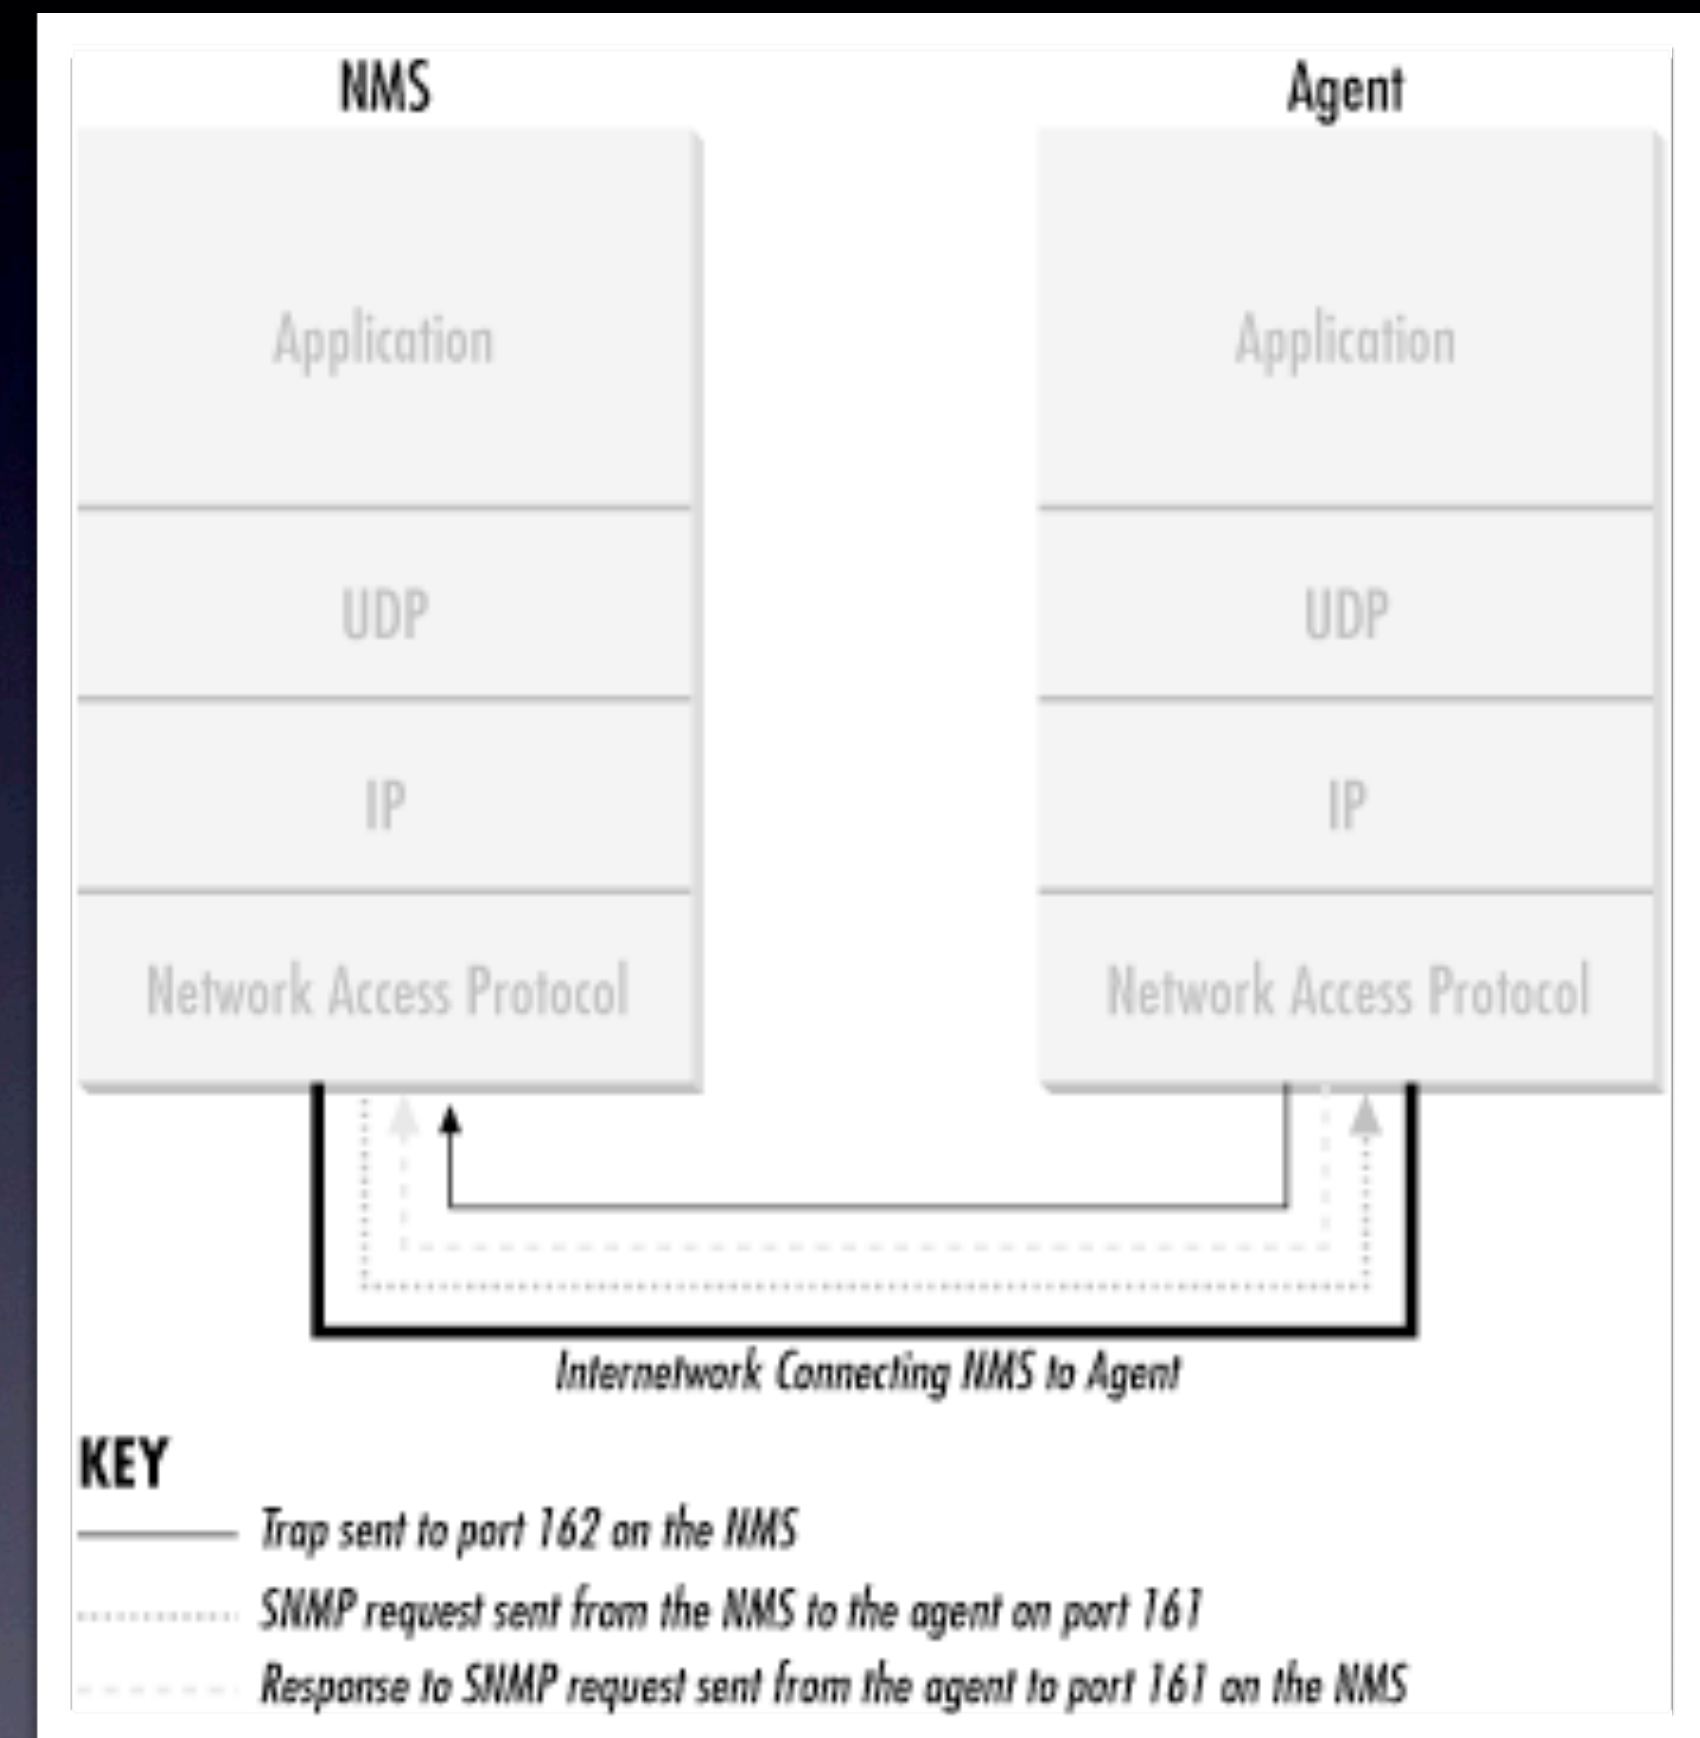 NMS
Agent
Application
Application
UDP
UDP
IP
IP
Network Access Protocol
Network Access Protocol
Internetwork Connecting NMS to Agent
KEY
Trap sent to port 162 on the NMS
SNMP request sent from the NMS to the agent on port 161
Response to SNMP request sent from the agent to port 161 on the NMS